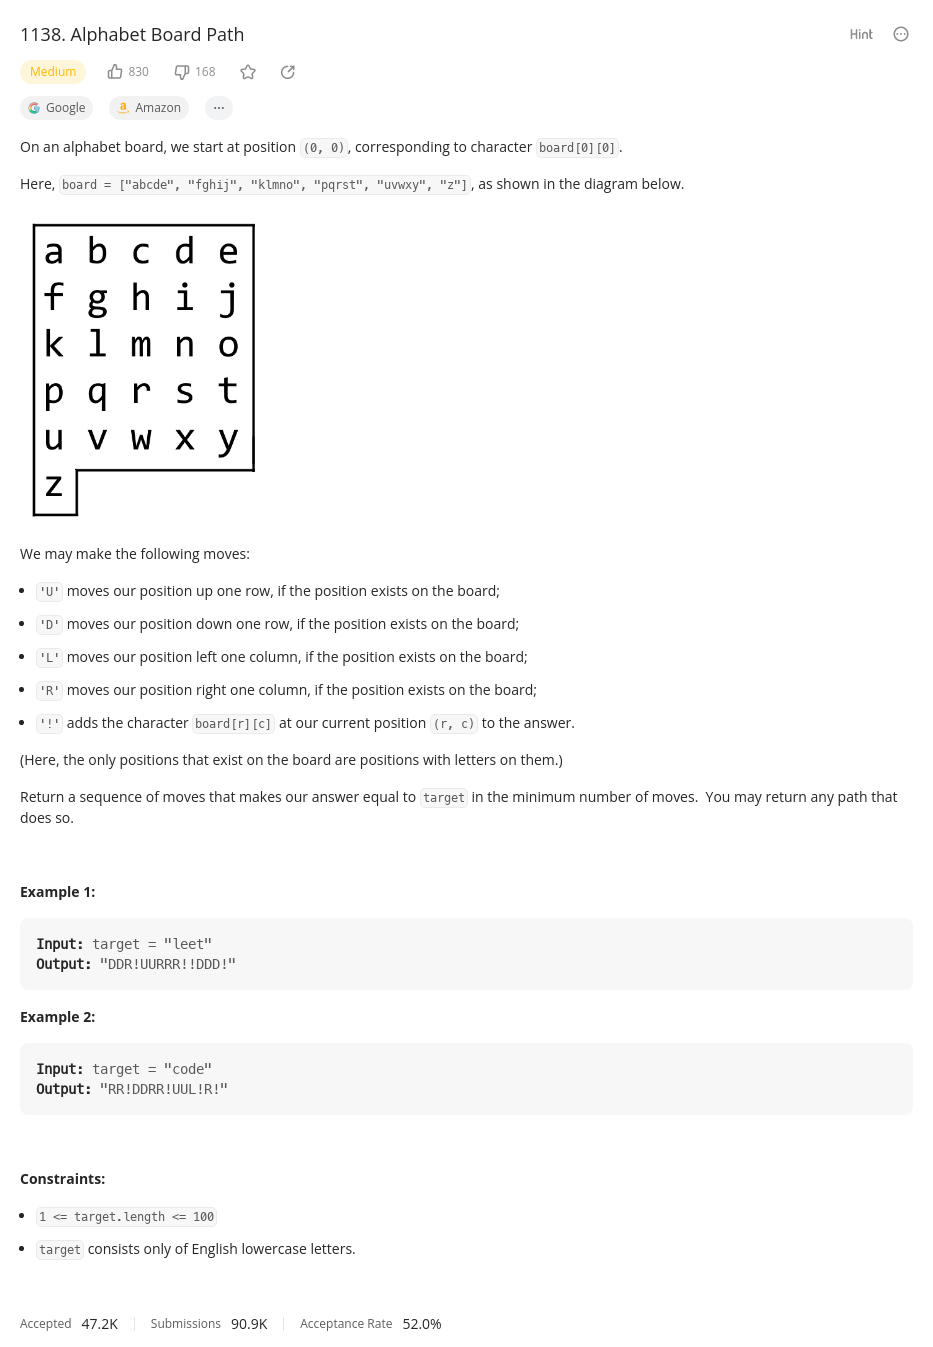 1138. Alphabet Board Path
Hint
Medium 830 168
Google Amazon ...
On an alphabet board, we start at position (0, 0), corresponding to character board[0][0].
Here, board = ["abcde", "fghij", "klmno", "pqrst", "uvwxy", "z"], as shown in the diagram below.
a b c d e
f g h i j
k l m n o
p q r s t
u v w x y
z
We may make the following moves:
• 'U' moves our position up one row, if the position exists on the board;
• 'D' moves our position down one row, if the position exists on the board;
• 'L' moves our position left one column, if the position exists on the board;
• 'R' moves our position right one column, if the position exists on the board;
• '!' adds the character board[r][c] at our current position (r, c) to the answer.
(Here, the only positions that exist on the board are positions with letters on them.)
Return a sequence of moves that makes our answer equal to target in the minimum number of moves.  You may return any path that
does so.
Example 1:
Input: target = "leet"
Output: "DDR!UURRR!!DDD!"
Example 2:
Input: target = "code"
Output: "RR!DDRR!UUL!R!"
Constraints:
• 1 <= target.length <= 100
• target consists only of English lowercase letters.
Accepted 47.2K Submissions 90.9K Acceptance Rate 52.0%